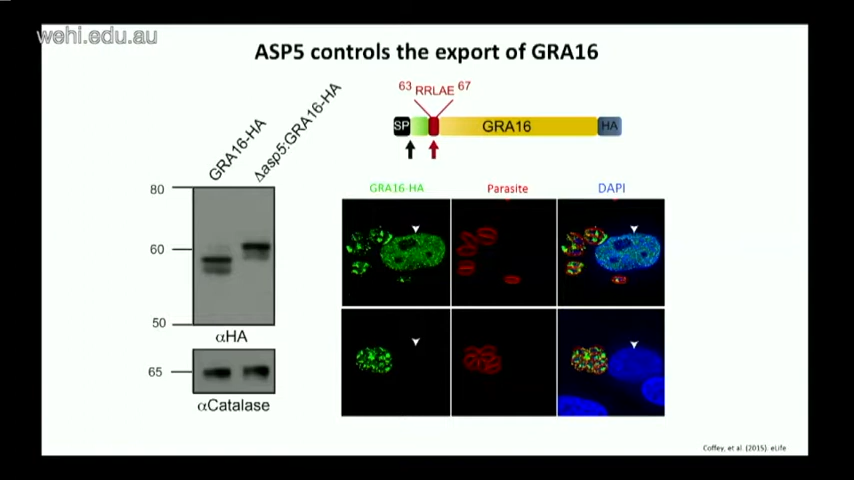 wehi.edu.au
ASP5 controls the export of GRA16
63 RRLAE 67
SP
GRA16
HA
GRA16-HA
Δasp5:GRA16-HA
80
60
50
αHA
65
αCatalase
GRA16-HA
Parasite
DAPI
Coffey, et al. (2015). eLife